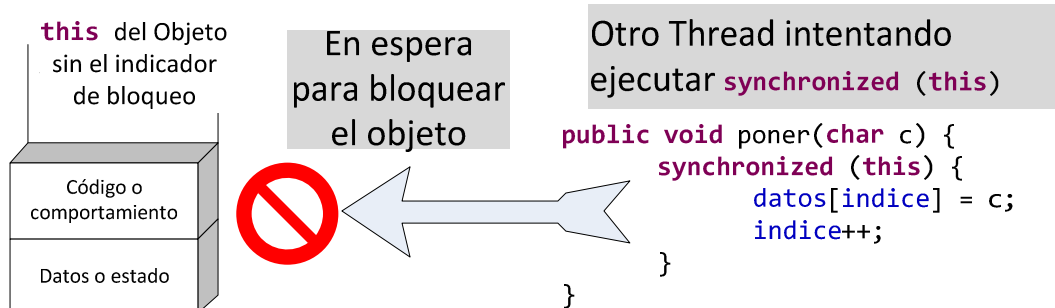 this del Objeto
sin el indicador
de bloqueo
Código o
comportamiento
Datos o estado
En espera
para bloquear
el objeto
Otro Thread intentando
ejecutar synchronized (this)
public void poner(char c) {
synchronized (this) {
datos[indice] = c;
indice++;
}
}